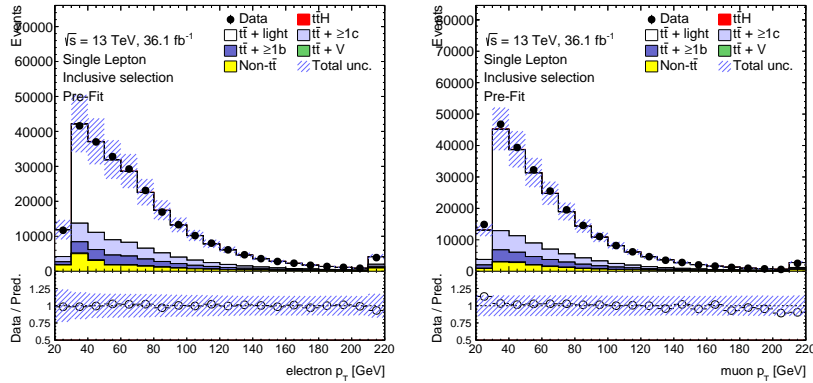 Events
70000
60000
50000
40000
30000
20000
10000
0
√s = 13 TeV, 36.1 fb⁻¹
Single Lepton
Inclusive selection
Pre-Fit
Data
tt̄H
tt̄ + light
tt̄ + ≥1c
tt̄ + ≥1b
tt̄ + V
Non-tt̄
Total unc.
Data / Pred.
1.25
1
0.75
0.5
20 40 60 80 100 120 140 160 180 200 220
electron p_T [GeV]
Events
80000
70000
60000
50000
40000
30000
20000
10000
0
√s = 13 TeV, 36.1 fb⁻¹
Single Lepton
Inclusive selection
Pre-Fit
Data
tt̄H
tt̄ + light
tt̄ + ≥1c
tt̄ + ≥1b
tt̄ + V
Non-tt̄
Total unc.
Data / Pred.
1.25
1
0.75
0.5
20 40 60 80 100 120 140 160 180 200 220
muon p_T [GeV]